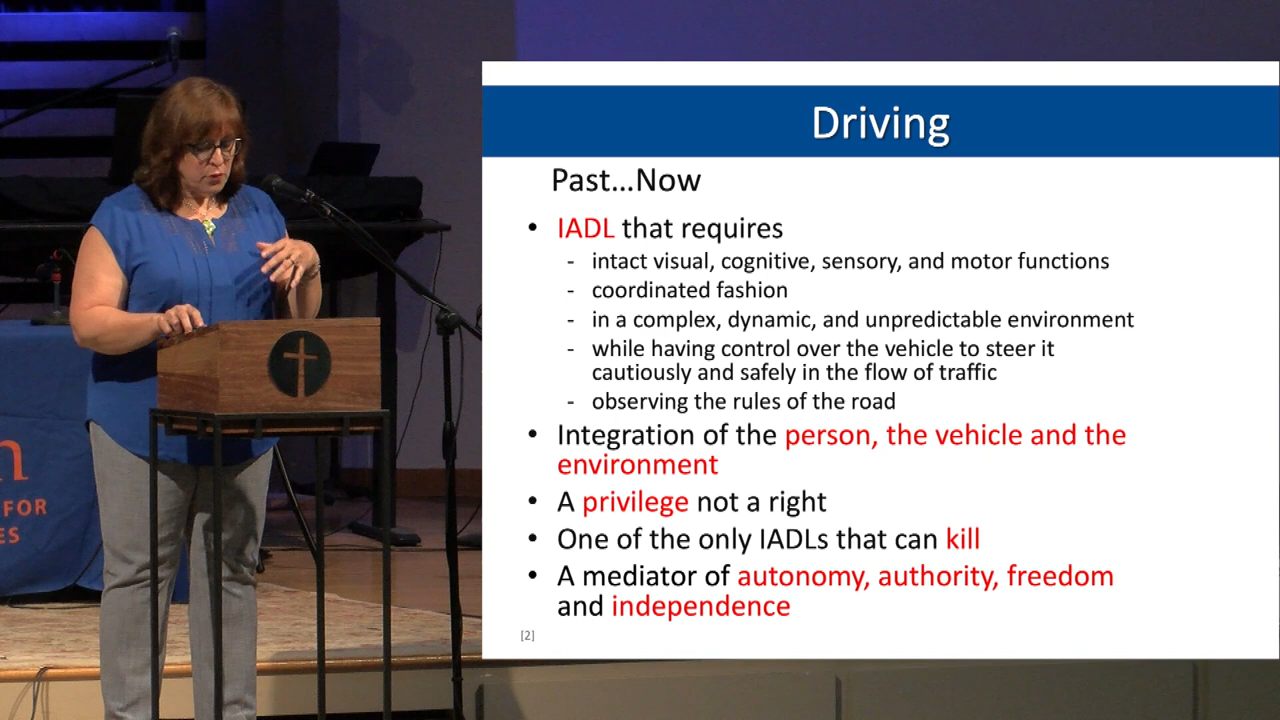 Driving
Past...Now
• IADL that requires
- intact visual, cognitive, sensory, and motor functions
- coordinated fashion
- in a complex, dynamic, and unpredictable environment
- while having control over the vehicle to steer it
cautiously and safely in the flow of traffic
- observing the rules of the road
• Integration of the person, the vehicle and the
environment
• A privilege not a right
• One of the only IADLs that can kill
• A mediator of autonomy, authority, freedom
and independence
[2]
FOR
ES